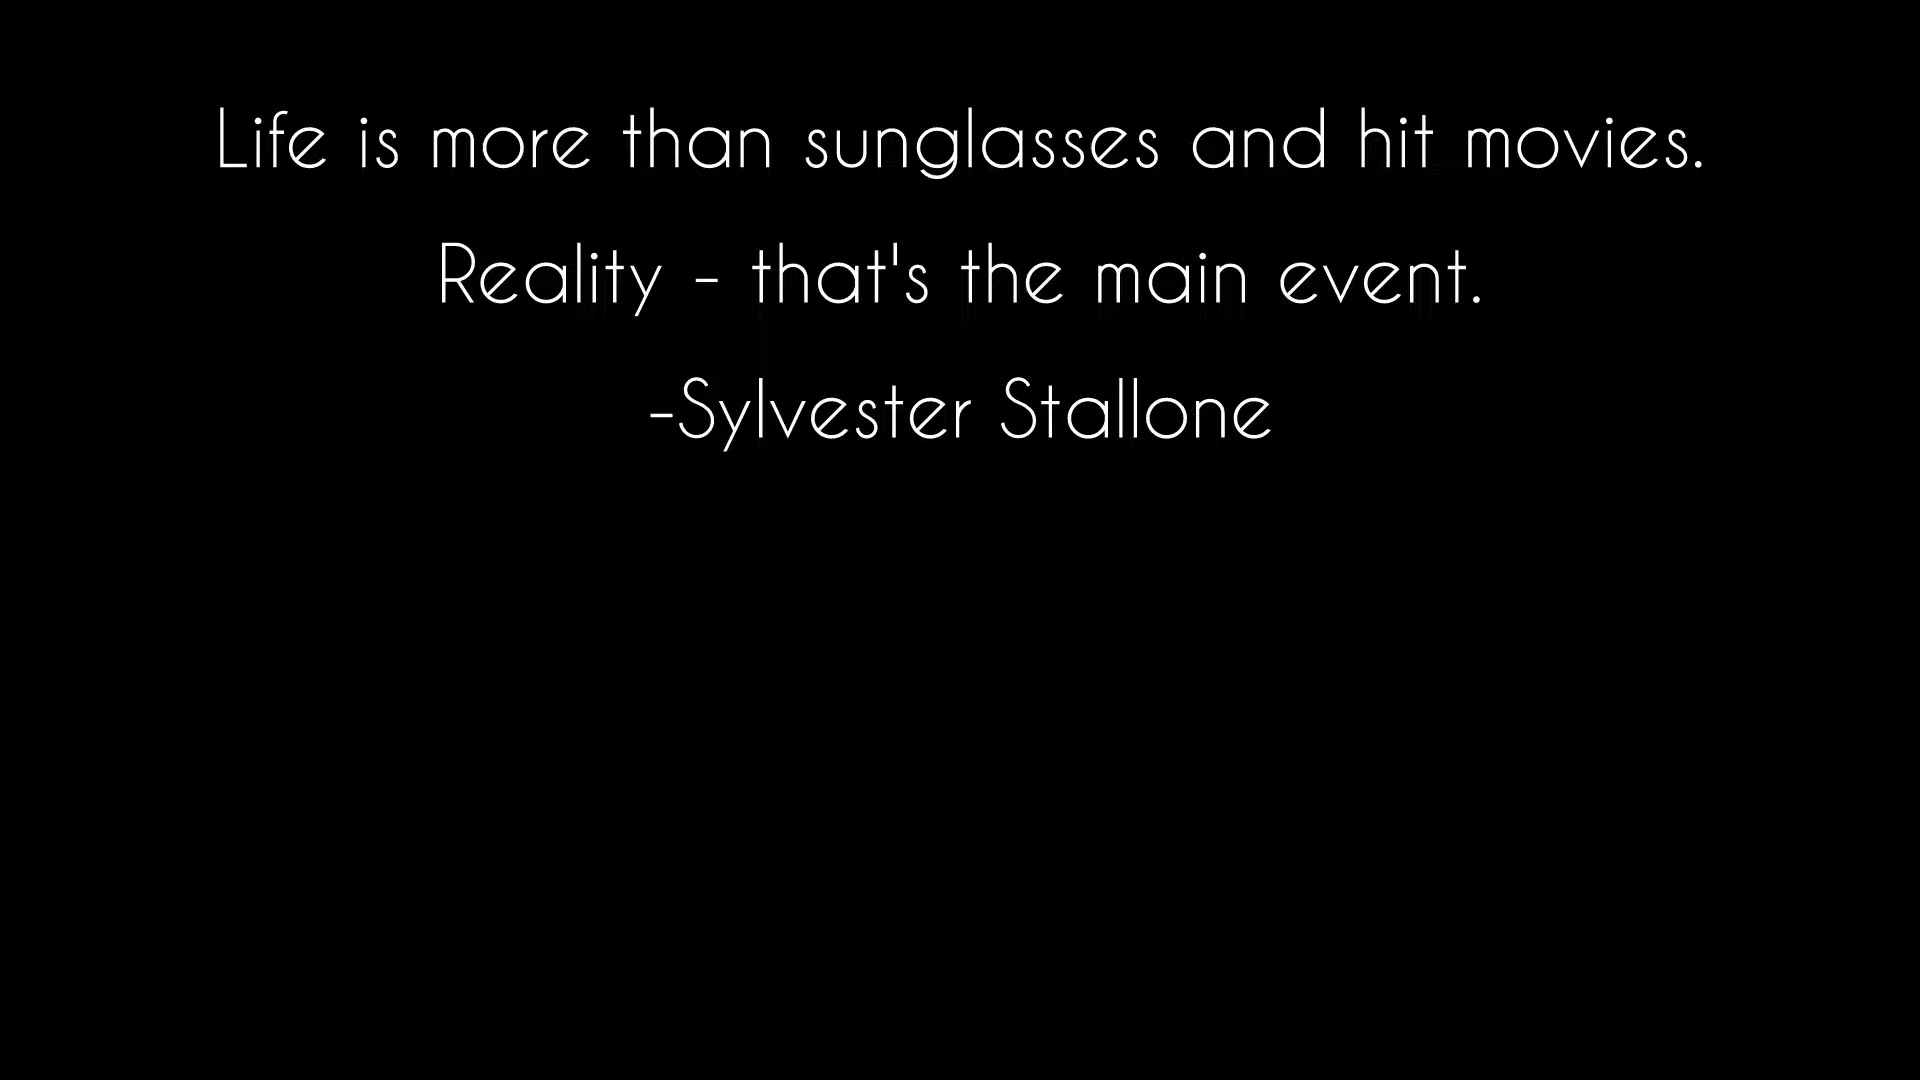 Life is more than sunglasses and hit movies.
Reality - that's the main event.
-Sylvester Stallone